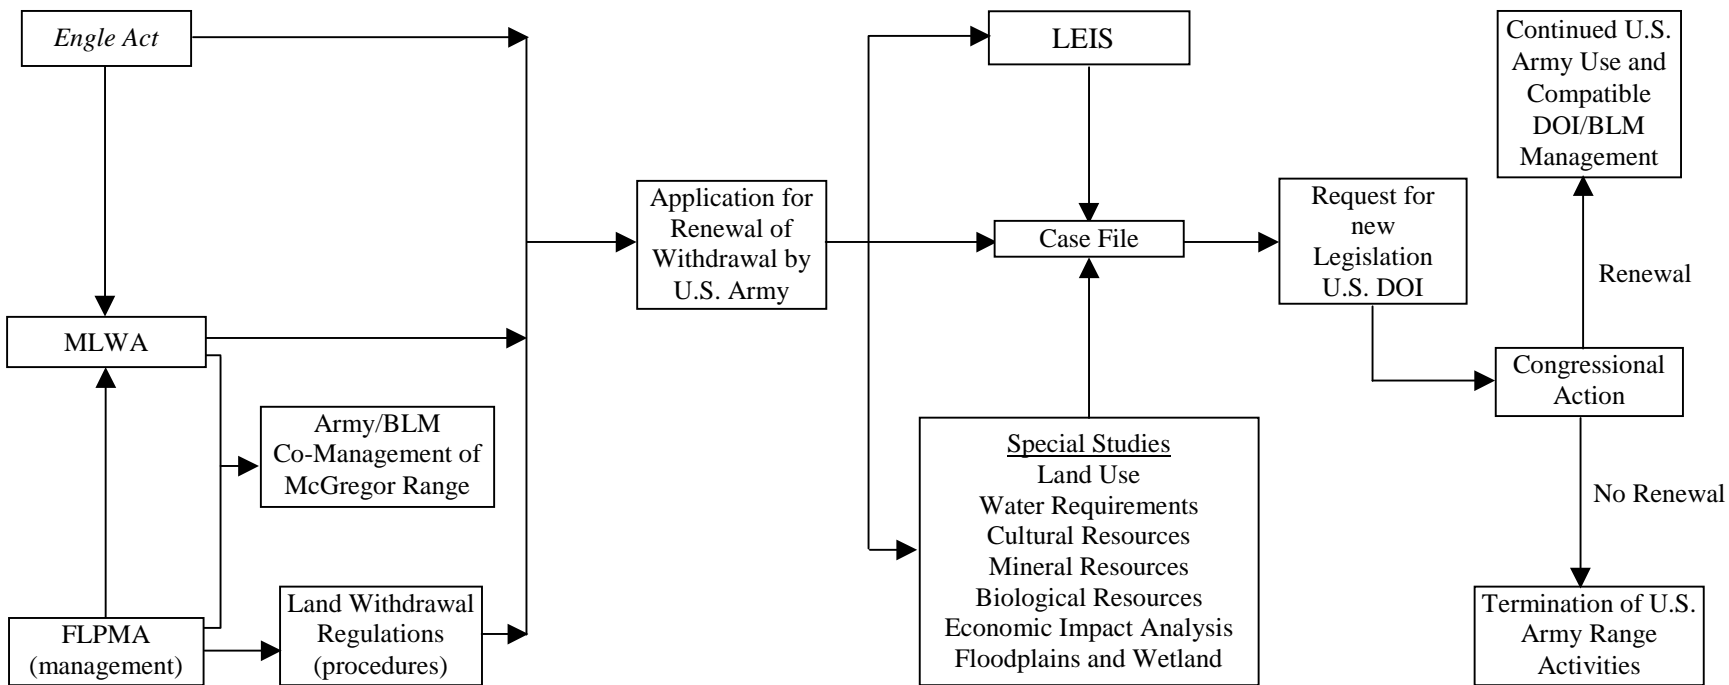 Engle Act
MLWA
Army/BLM
Co-Management of
McGregor Range
FLPMA
(management)
Land Withdrawal
Regulations
(procedures)
Application for
Renewal of
Withdrawal by
U.S. Army
LEIS
Case File
Special Studies
Land Use
Water Requirements
Cultural Resources
Mineral Resources
Biological Resources
Economic Impact Analysis
Floodplains and Wetland
Request for
new
Legislation
U.S. DOI
Continued U.S.
Army Use and
Compatible
DOI/BLM
Management
Renewal
Congressional
Action
No Renewal
Termination of U.S.
Army Range
Activities